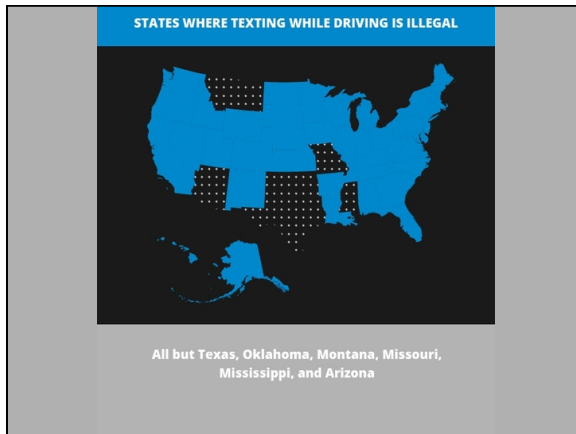 STATES WHERE TEXTING WHILE DRIVING IS ILLEGAL
All but Texas, Oklahoma, Montana, Missouri,
Mississippi, and Arizona